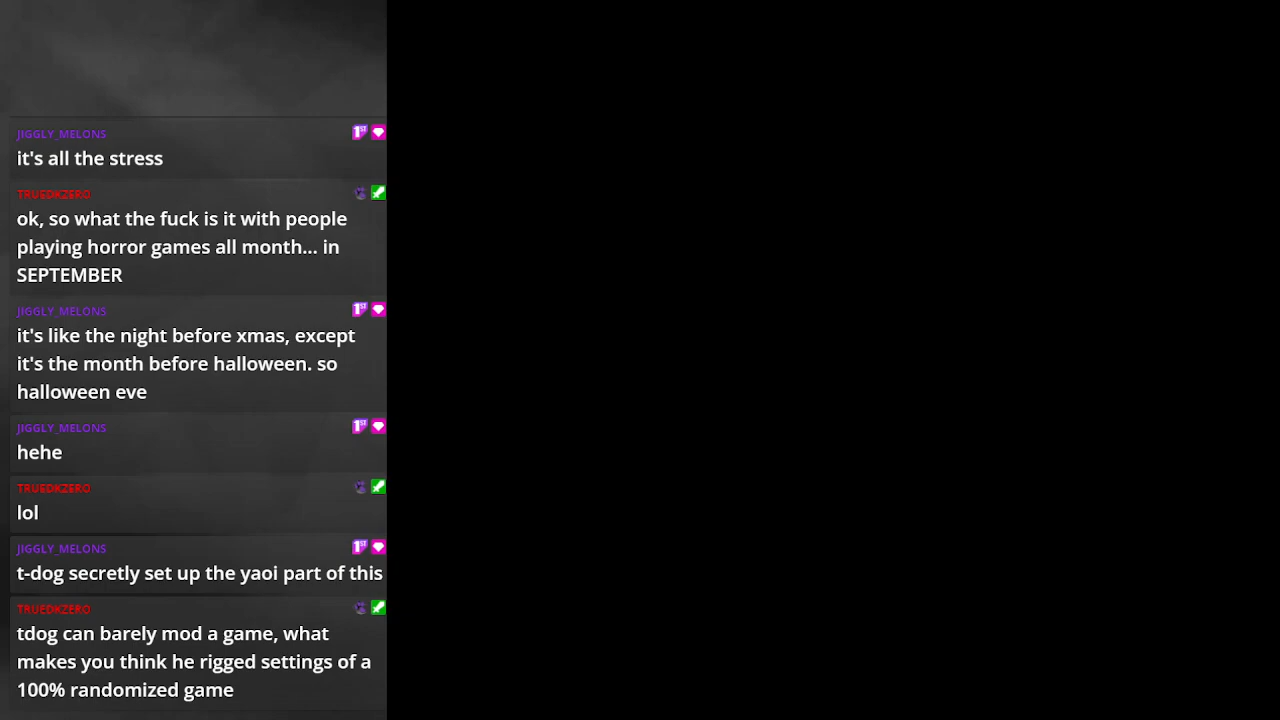 JIGGLY_MELONS
it's all the stress
TRUEDKZERO
ok, so what the fuck is it with people
playing horror games all month... in
SEPTEMBER
JIGGLY_MELONS
it's like the night before xmas, except
it's the month before halloween. so
halloween eve
JIGGLY_MELONS
hehe
TRUEDKZERO
lol
JIGGLY_MELONS
t-dog secretly set up the yaoi part of this
TRUEDKZERO
tdog can barely mod a game, what
makes you think he rigged settings of a
100% randomized game